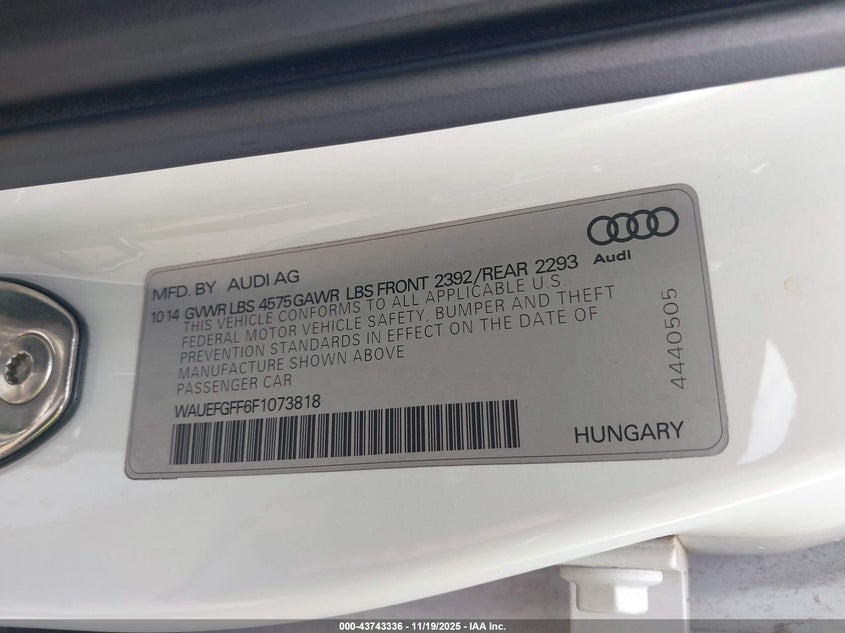 MFD. BY AUDI AG
Audi
10 14 GVWR LBS 4575 GAWR LBS FRONT 2392/REAR 2293
THIS VEHICLE CONFORMS TO ALL APPLICABLE U.S.
FEDERAL MOTOR VEHICLE SAFETY, BUMPER AND THEFT
PREVENTION STANDARDS IN EFFECT ON THE DATE OF
MANUFACTURE SHOWN ABOVE
PASSENGER CAR
WAUEFGFF6F1073818
HUNGARY
4440505
000-43743336 - 11/19/2025 - IAA Inc.